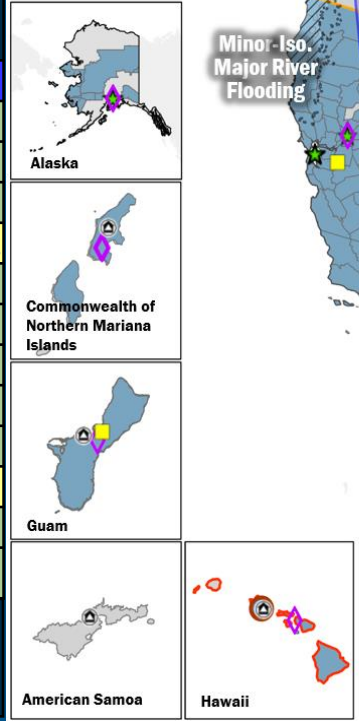 Minor-Iso.
Major River
Flooding
Alaska
Commonwealth of
Northern Mariana
Islands
Guam
American Samoa
Hawaii